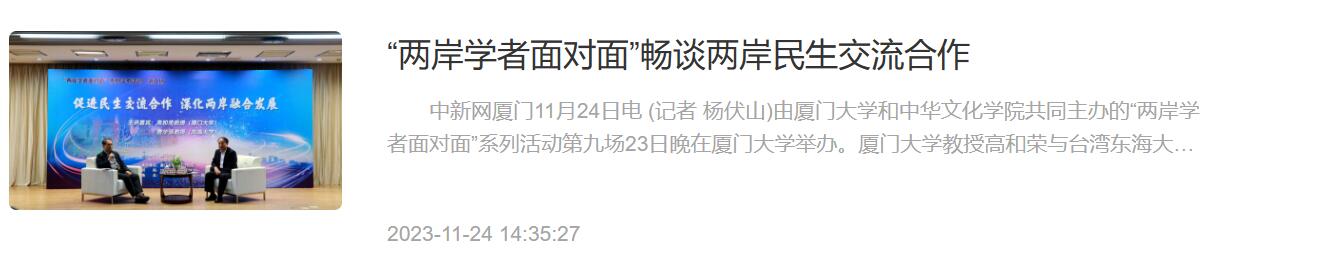 “两岸学者面对面”畅谈两岸民生交流合作
中新网厦门11月24日电 (记者 杨伏山)由厦门大学和中华文化学院共同主办的“两岸学
者面对面”系列活动第九场23日晚在厦门大学举办。厦门大学教授高和荣与台湾东海大…
2023-11-24 14:35:27
促进民生交流合作 深化两岸融合发展